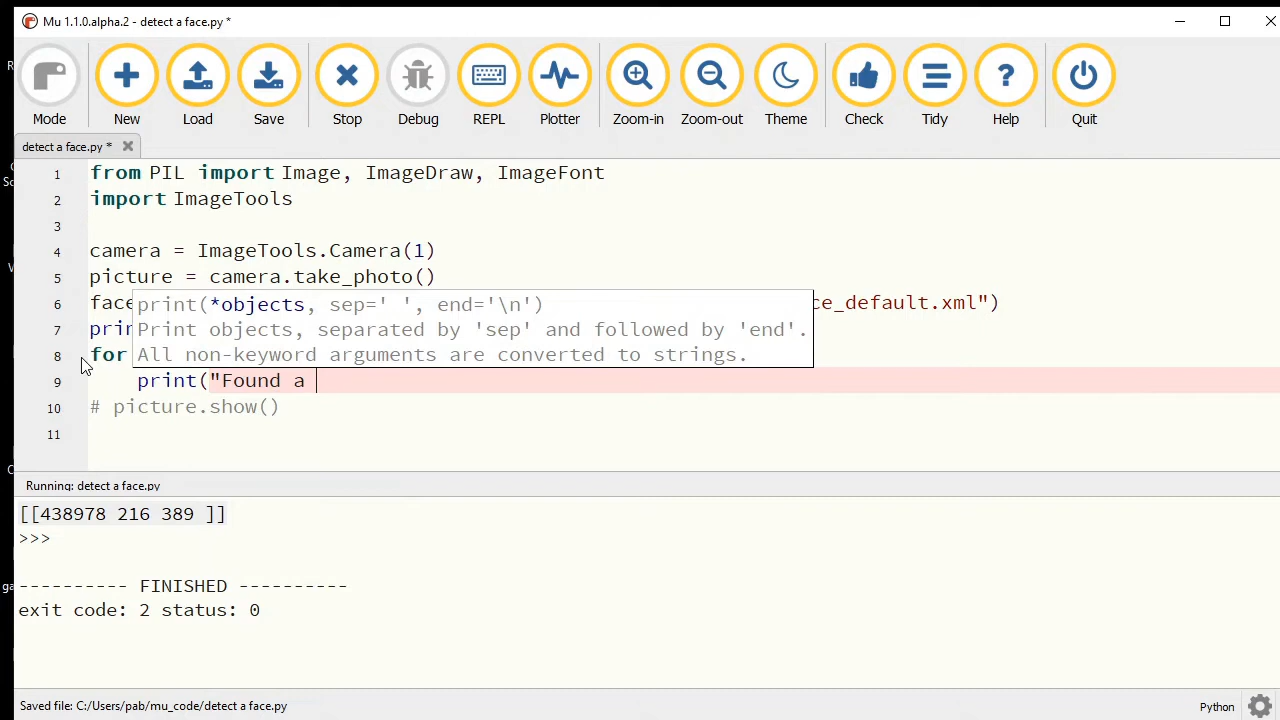 Mu 1.1.0.alpha.2 - detect a face.py *
Mode New Load Save Stop Debug REPL Plotter Zoom-in Zoom-out Theme Check Tidy Help Quit
detect a face.py *
1 from PIL import Image, ImageDraw, ImageFont
2 import ImageTools
3
4 camera = ImageTools.Camera(1)
5 picture = camera.take_photo()
6 face ce_default.xml")
print(*objects, sep=' ', end='\n')
7 prin
Print objects, separated by 'sep' and followed by 'end'.
8 for
All non-keyword arguments are converted to strings.
9 print("Found a
10 # picture.show()
11
Running: detect a face.py
[[438978 216 389 ]]
>>>
---------- FINISHED ----------
exit code: 2 status: 0
Saved file: C:/Users/pab/mu_code/detect a face.py
Python